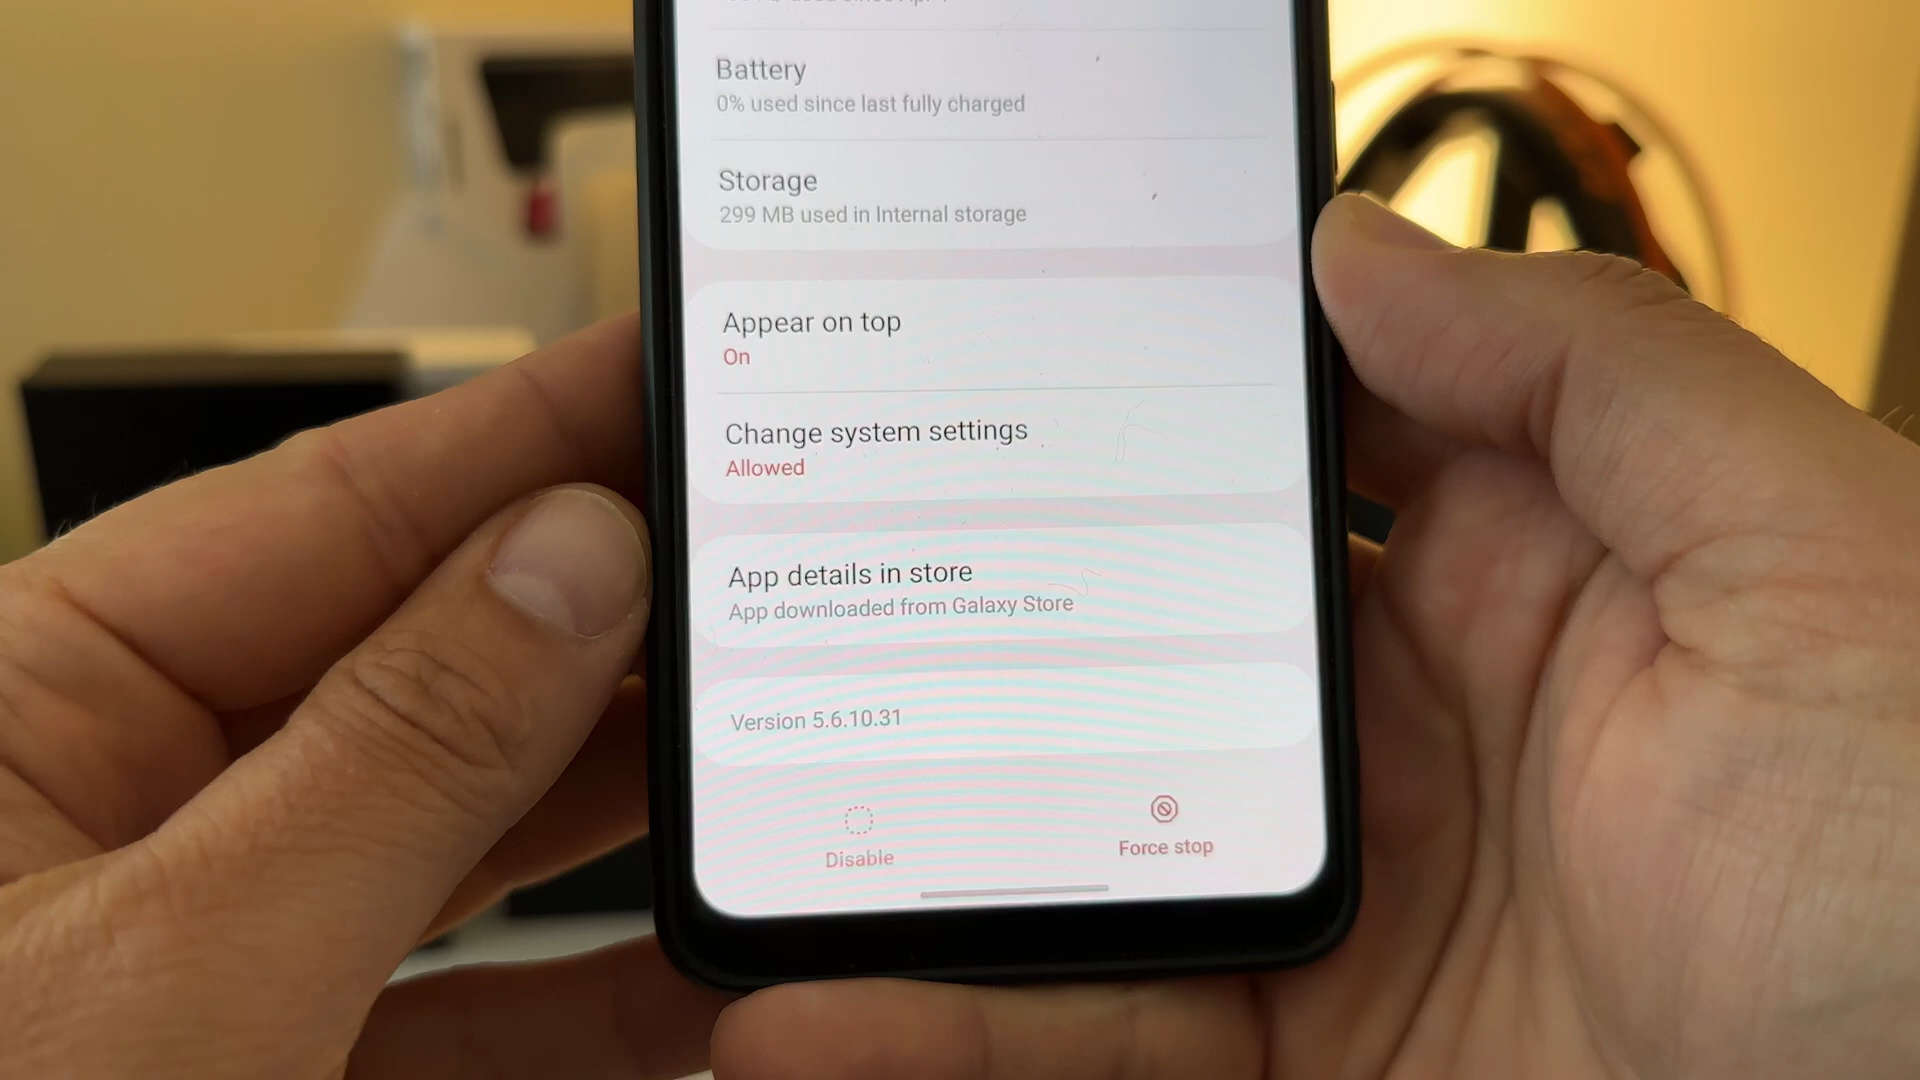 Battery
0% used since last fully charged
Storage
299 MB used in Internal storage
Appear on top
On
Change system settings
Allowed
App details in store
App downloaded from Galaxy Store
Version 5.6.10.31
Disable
Force stop